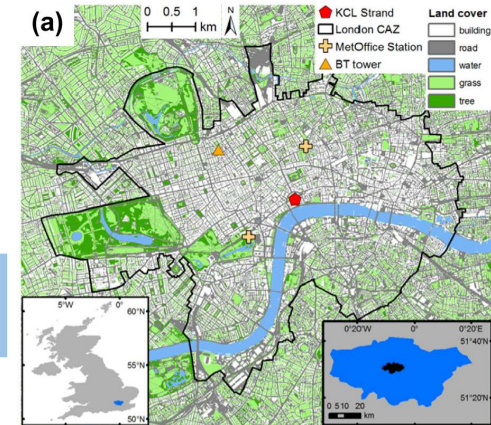 (a)
0 0.5 1
km
N
KCL Strand
London CAZ
MetOffice Station
BT tower
Land cover
building
road
water
grass
tree
5°W 0°
60°N
55°N
50°N
0°20'W 0° 0°20'E
51°40'N
51°20'N
0 5 10 20
km